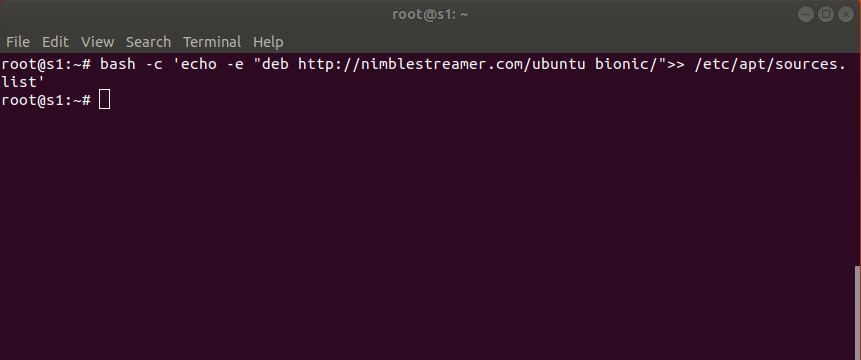 root@s1: ~
File Edit View Search Terminal Help
root@s1:~# bash -c 'echo -e "deb http://nimblestreamer.com/ubuntu bionic/">> /etc/apt/sources.
list'
root@s1:~#